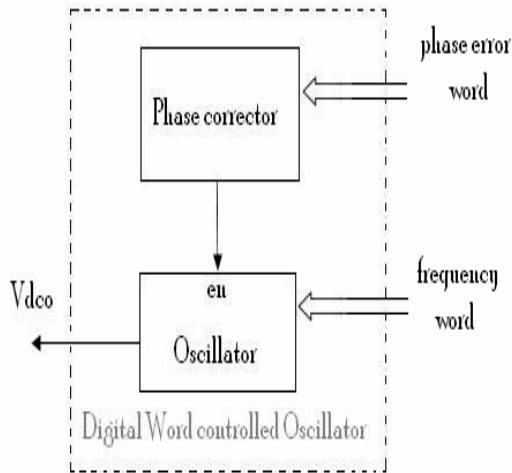 phase error
word
Phase corrector
en
Oscillator
frequency
word
Vdco
Digital Word controlled Oscillator